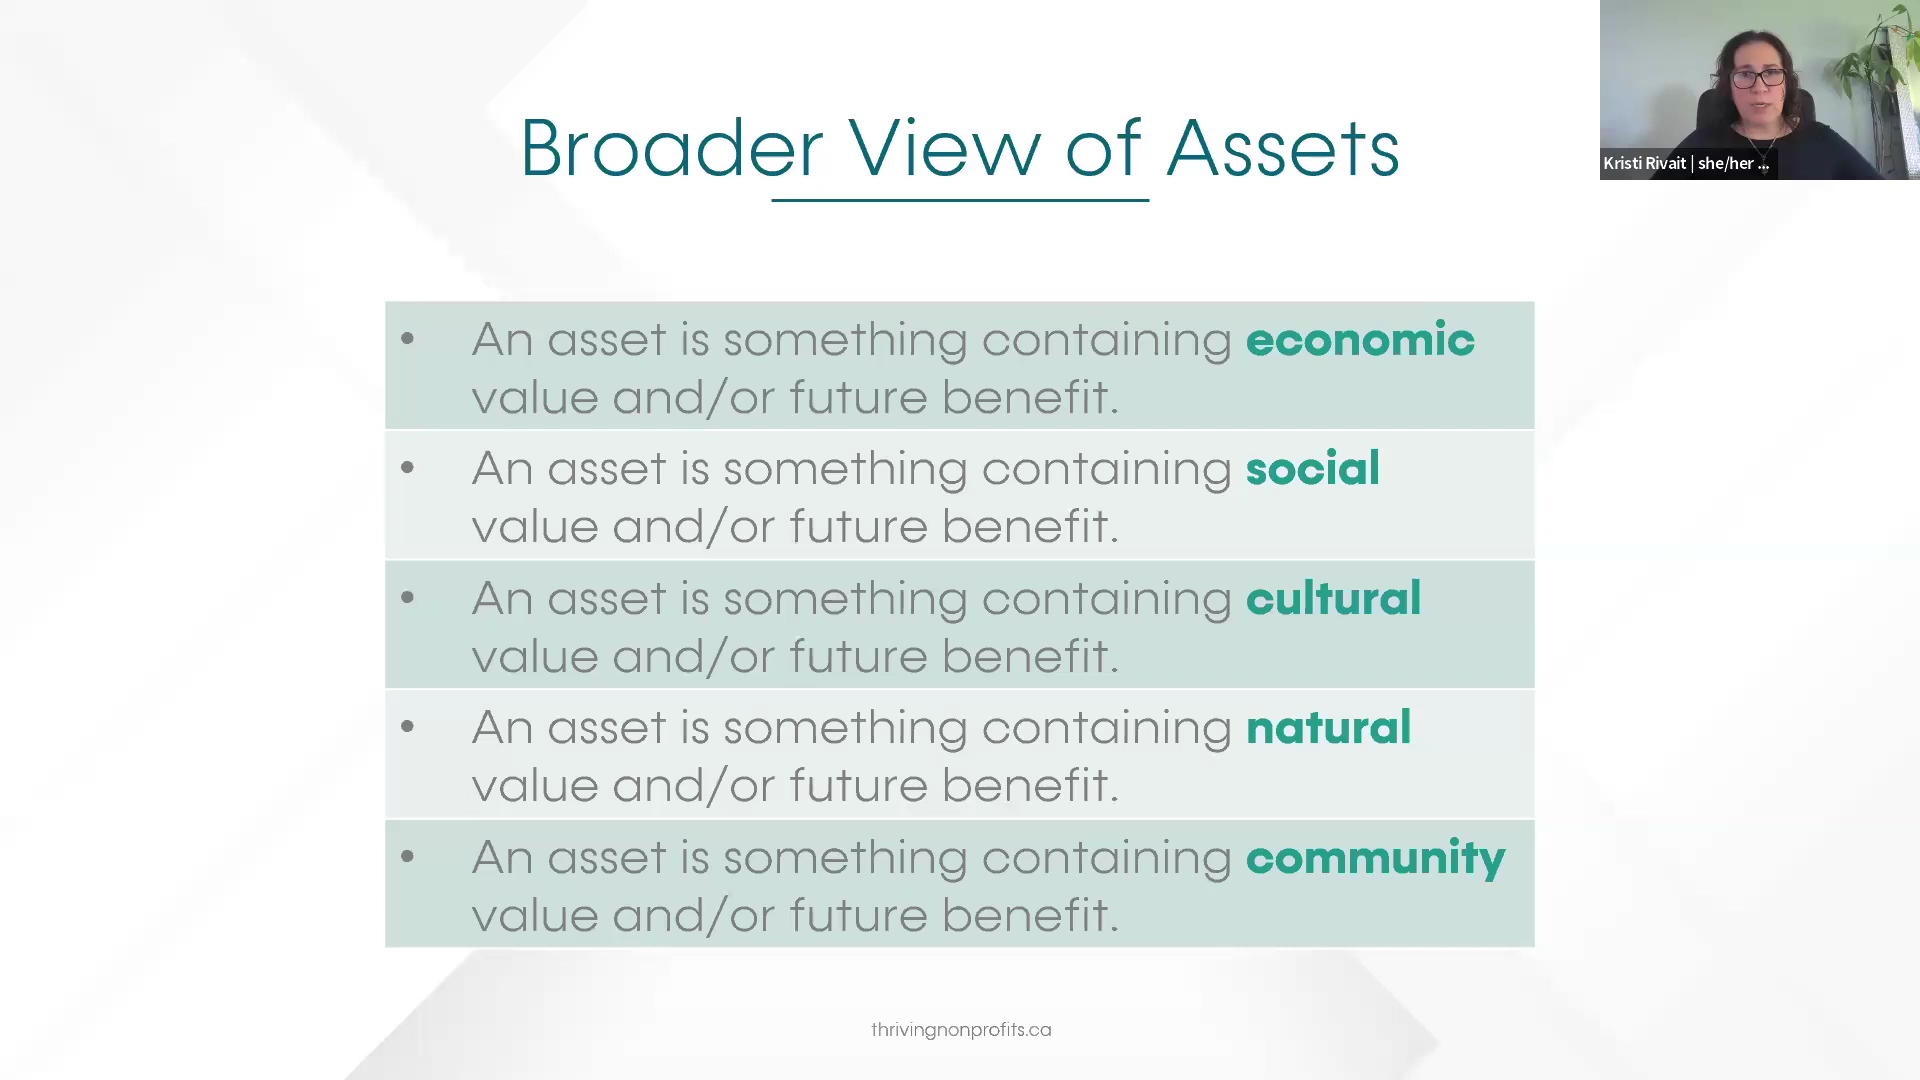 Broader View of Assets
Kristi Rivait | she/her ...
• An asset is something containing economic
value and/or future benefit.
• An asset is something containing social
value and/or future benefit.
• An asset is something containing cultural
value and/or future benefit.
• An asset is something containing natural
value and/or future benefit.
• An asset is something containing community
value and/or future benefit.
thrivingnonprofits.ca